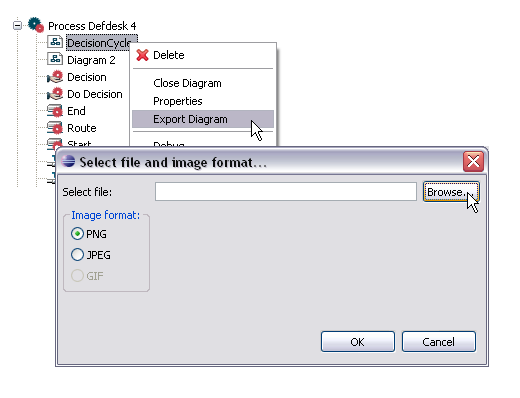 Process Defdesk 4
DecisionCycle
Delete
Diagram 2
Decision
Close Diagram
Do Decision
Properties
End
Export Diagram
Route
Start
Debug
Select file and image format...
Select file:
Browse...
Image format:
PNG
JPEG
GIF
OK
Cancel